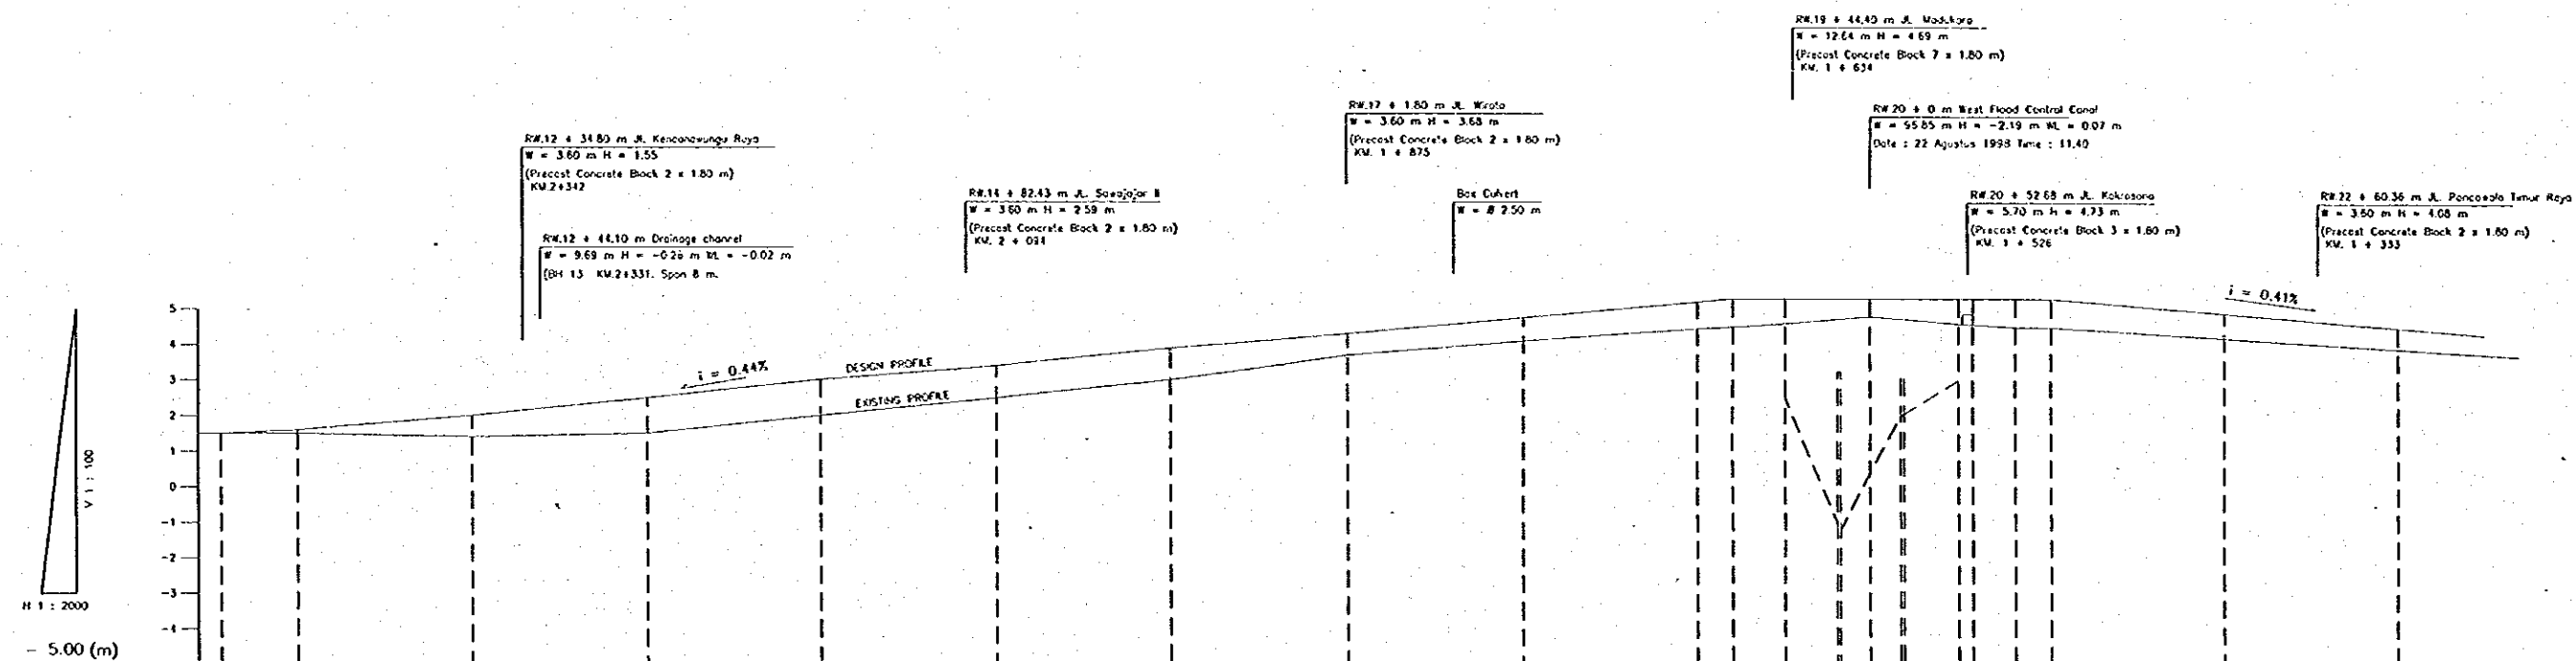 RW.19 + 44.40 m JL. Madukara
W = 12.64 m H = 4.69 m
(Precast Concrete Block 7 x 1.80 m)
KM. 1 + 634
RW.17 + 1.80 m JL. Wiroto
W = 3.60 m H = 3.68 m
(Precast Concrete Block 2 x 1.80 m)
KM. 1 + 875
RW.20 + 0 m West Flood Control Canal
W = 55.85 m H = -2.19 m WL = 0.07 m
Date : 22 Agustus 1998 Time : 11.40
RW.12 + 34.80 m JL. Kenconowungu Raya
W = 3.60 m H = 1.55
(Precast Concrete Block 2 x 1.80 m)
KM.2+342
RW.14 + 82.43 m JL. Sawojajar II
W = 3.60 m H = 2.59 m
(Precast Concrete Block 2 x 1.80 m)
KM. 2 +
Box Culvert
W = 2.50 m
RW.20 + 52.68 m JL. Kokrosono
W = 5.70 m H = 4.73 m
(Precast Concrete Block 3 x 1.80 m)
KM. 1 + 526
RW.22 + 60.36 m JL. Poncowolo Timur Raya
W = 3.60 m H = 4.08 m
(Precast Concrete Block 2 x 1.80 m)
KM. 1 + 333
RW.12 + 44.10 m Drainage channel
W = 9.69 m H = -0.26 m WL = -0.02 m
(BH 13 KM.2+331. Span 8 m.
i = 0.41%
i = 0.44%
DESIGN PROFILE
EXISTING PROFILE
5
4
3
2
1
0
-1
-2
-3
-4
V 1 : 100
H 1 : 2000
- 5.00 (m)